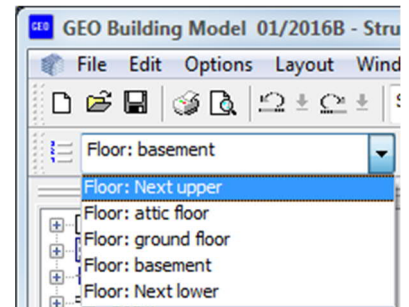 GEO GEO Building Model 01/2016B - Stru
File Edit Options Layout Wind
Floor: basement
Floor: Next upper
Floor: attic floor
Floor: ground floor
Floor: basement
Floor: Next lower